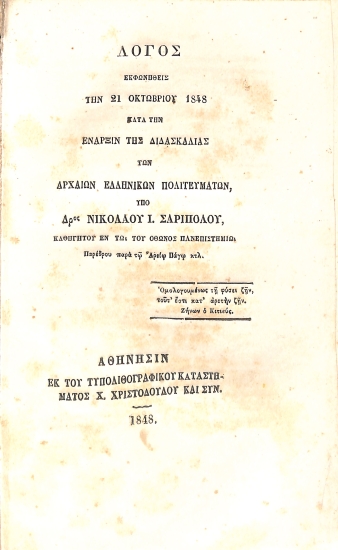 ΛΟΓΟΣ
ΕΚΦΩΝΗΘΕΙΣ
ΤΗΝ 21 ΟΚΤΩΒΡΙΟΥ 1848
ΚΑΤΑ ΤΗΝ
ΕΝΑΡΞΙΝ ΤΗΣ ΔΙΔΑΣΚΑΛΙΑΣ
ΤΩΝ
ΑΡΧΑΙΩΝ ΕΛΛΗΝΙΚΩΝ ΠΟΛΙΤΕΥΜΑΤΩΝ,
ΥΠΟ
Δρος ΝΙΚΟΛΑΟΥ Ι. ΣΑΡΙΠΟΛΟΥ,
ΚΑΘΗΓΗΤΟΥ ΕΝ ΤΩι ΤΟΥ ΟΘΩΝΟΣ ΠΑΝΕΠΙΣΤΗΜΙΩι
Παρέδρου παρὰ τῷ Ἀρείῳ Πάγῳ κτλ.
Ὁμολογουμένως τῇ φύσει ζῆν,
τοῦτ' ἔστι κατ' ἀρετὴν ζῆν.
Ζήνων ὁ Κιτιεύς.
ΑΘΗΝΗΣΙΝ
ΕΚ ΤΟΥ ΤΥΠΟΛΙΘΟΓΡΑΦΙΚΟΥ ΚΑΤΑΣΤΗ-
ΜΑΤΟΣ Χ. ΧΡΙΣΤΟΔΟΥΛΟΥ ΚΑΙ ΣΥΝ.
1848.